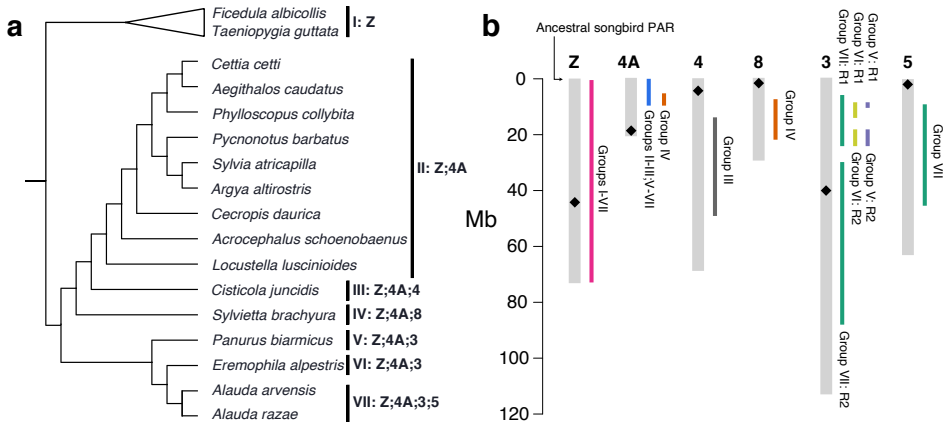 a
Ficedula albicollis
Taeniopygia guttata
I: Z
Cettia cetti
Aegithalos caudatus
Phylloscopus collybita
Pycnonotus barbatus
Sylvia atricapilla
Argya altirostris
Cecropis daurica
Acrocephalus schoenobaenus
Locustella luscinioides
II: Z;4A
Cisticola juncidis
III: Z;4A;4
Sylvietta brachyura
IV: Z;4A;8
Panurus biarmicus
V: Z;4A;3
Eremophila alpestris
VI: Z;4A;3
Alauda arvensis
Alauda razae
VII: Z;4A;3;5
b
Ancestral songbird PAR
Z
4A
4
8
3
5
0
20
40
60
80
100
120
Mb
Groups I-VII
Groups II-III;V-VII
Group IV
Group III
Group IV
Group VII: R1
Group VI: R1
Group V: R1
Group VI: R2
Group V: R2
Group VII: R2
Group VII